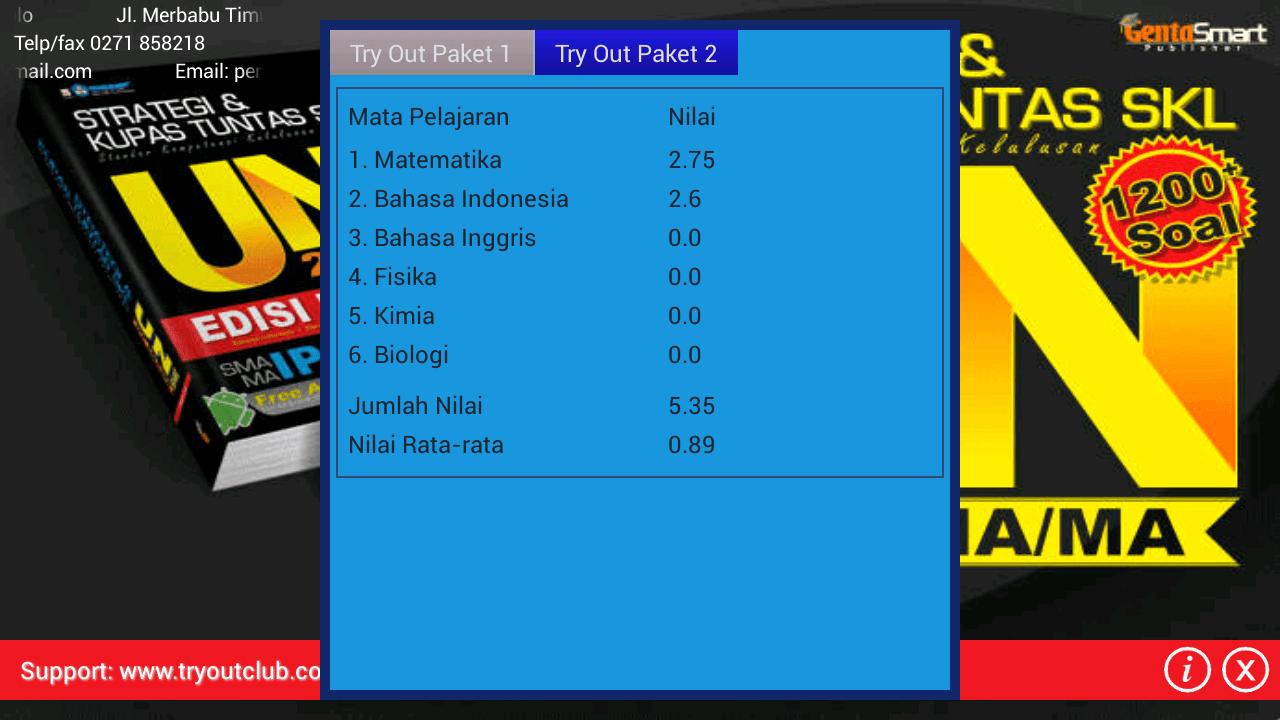 lo Jl. Merbabu Tim
Telp/fax 0271 858218
mail.com Email: per
GentaSmart
Publisher
Try Out Paket 1
Try Out Paket 2
Mata Pelajaran Nilai
1. Matematika 2.75
2. Bahasa Indonesia 2.6
3. Bahasa Inggris 0.0
4. Fisika 0.0
5. Kimia 0.0
6. Biologi 0.0
Jumlah Nilai 5.35
Nilai Rata-rata 0.89
STRATEGI &
KUPAS TUNTAS S
Standar Kompetensi Kelulusan
UN
2
EDISI
SMA
MA IP
Free A
UN
&
NTAS SKL
Kelulusan
1200+
Soal
N
IA/MA
Support: www.tryoutclub.co
i
X